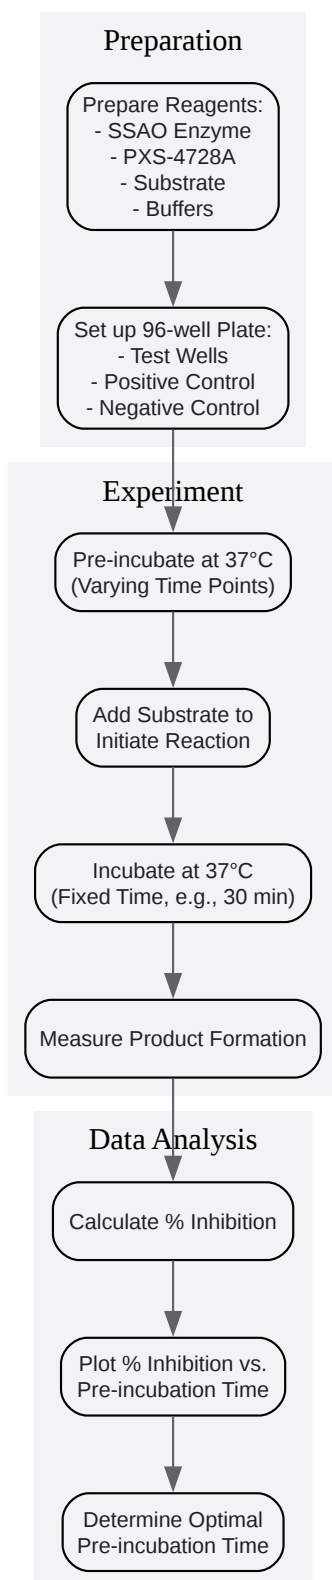 Preparation
Prepare Reagents:
- SSAO Enzyme
- PXS-4728A
- Substrate
- Buffers
Set up 96-well Plate:
- Test Wells
- Positive Control
- Negative Control
Experiment
Pre-incubate at 37°C
(Varying Time Points)
Add Substrate to
Initiate Reaction
Incubate at 37°C
(Fixed Time, e.g., 30 min)
Measure Product Formation
Data Analysis
Calculate % Inhibition
Plot % Inhibition vs.
Pre-incubation Time
Determine Optimal
Pre-incubation Time